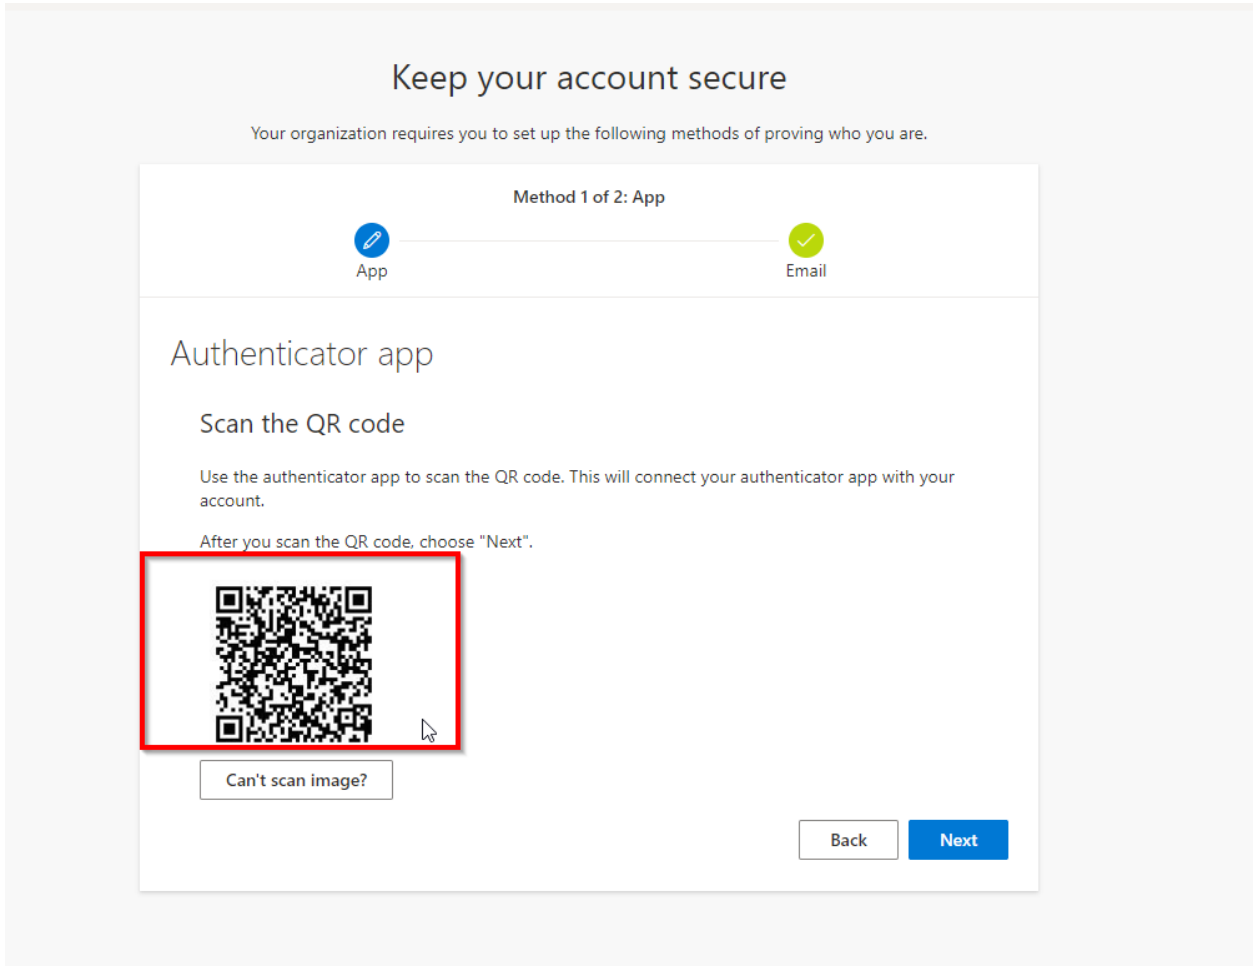 Keep your account secure
Your organization requires you to set up the following methods of proving who you are.
Method 1 of 2: App
App
Email
Authenticator app
Scan the QR code
Use the authenticator app to scan the QR code. This will connect your authenticator app with your
account.
After you scan the QR code, choose "Next".
Can't scan image?
Back
Next